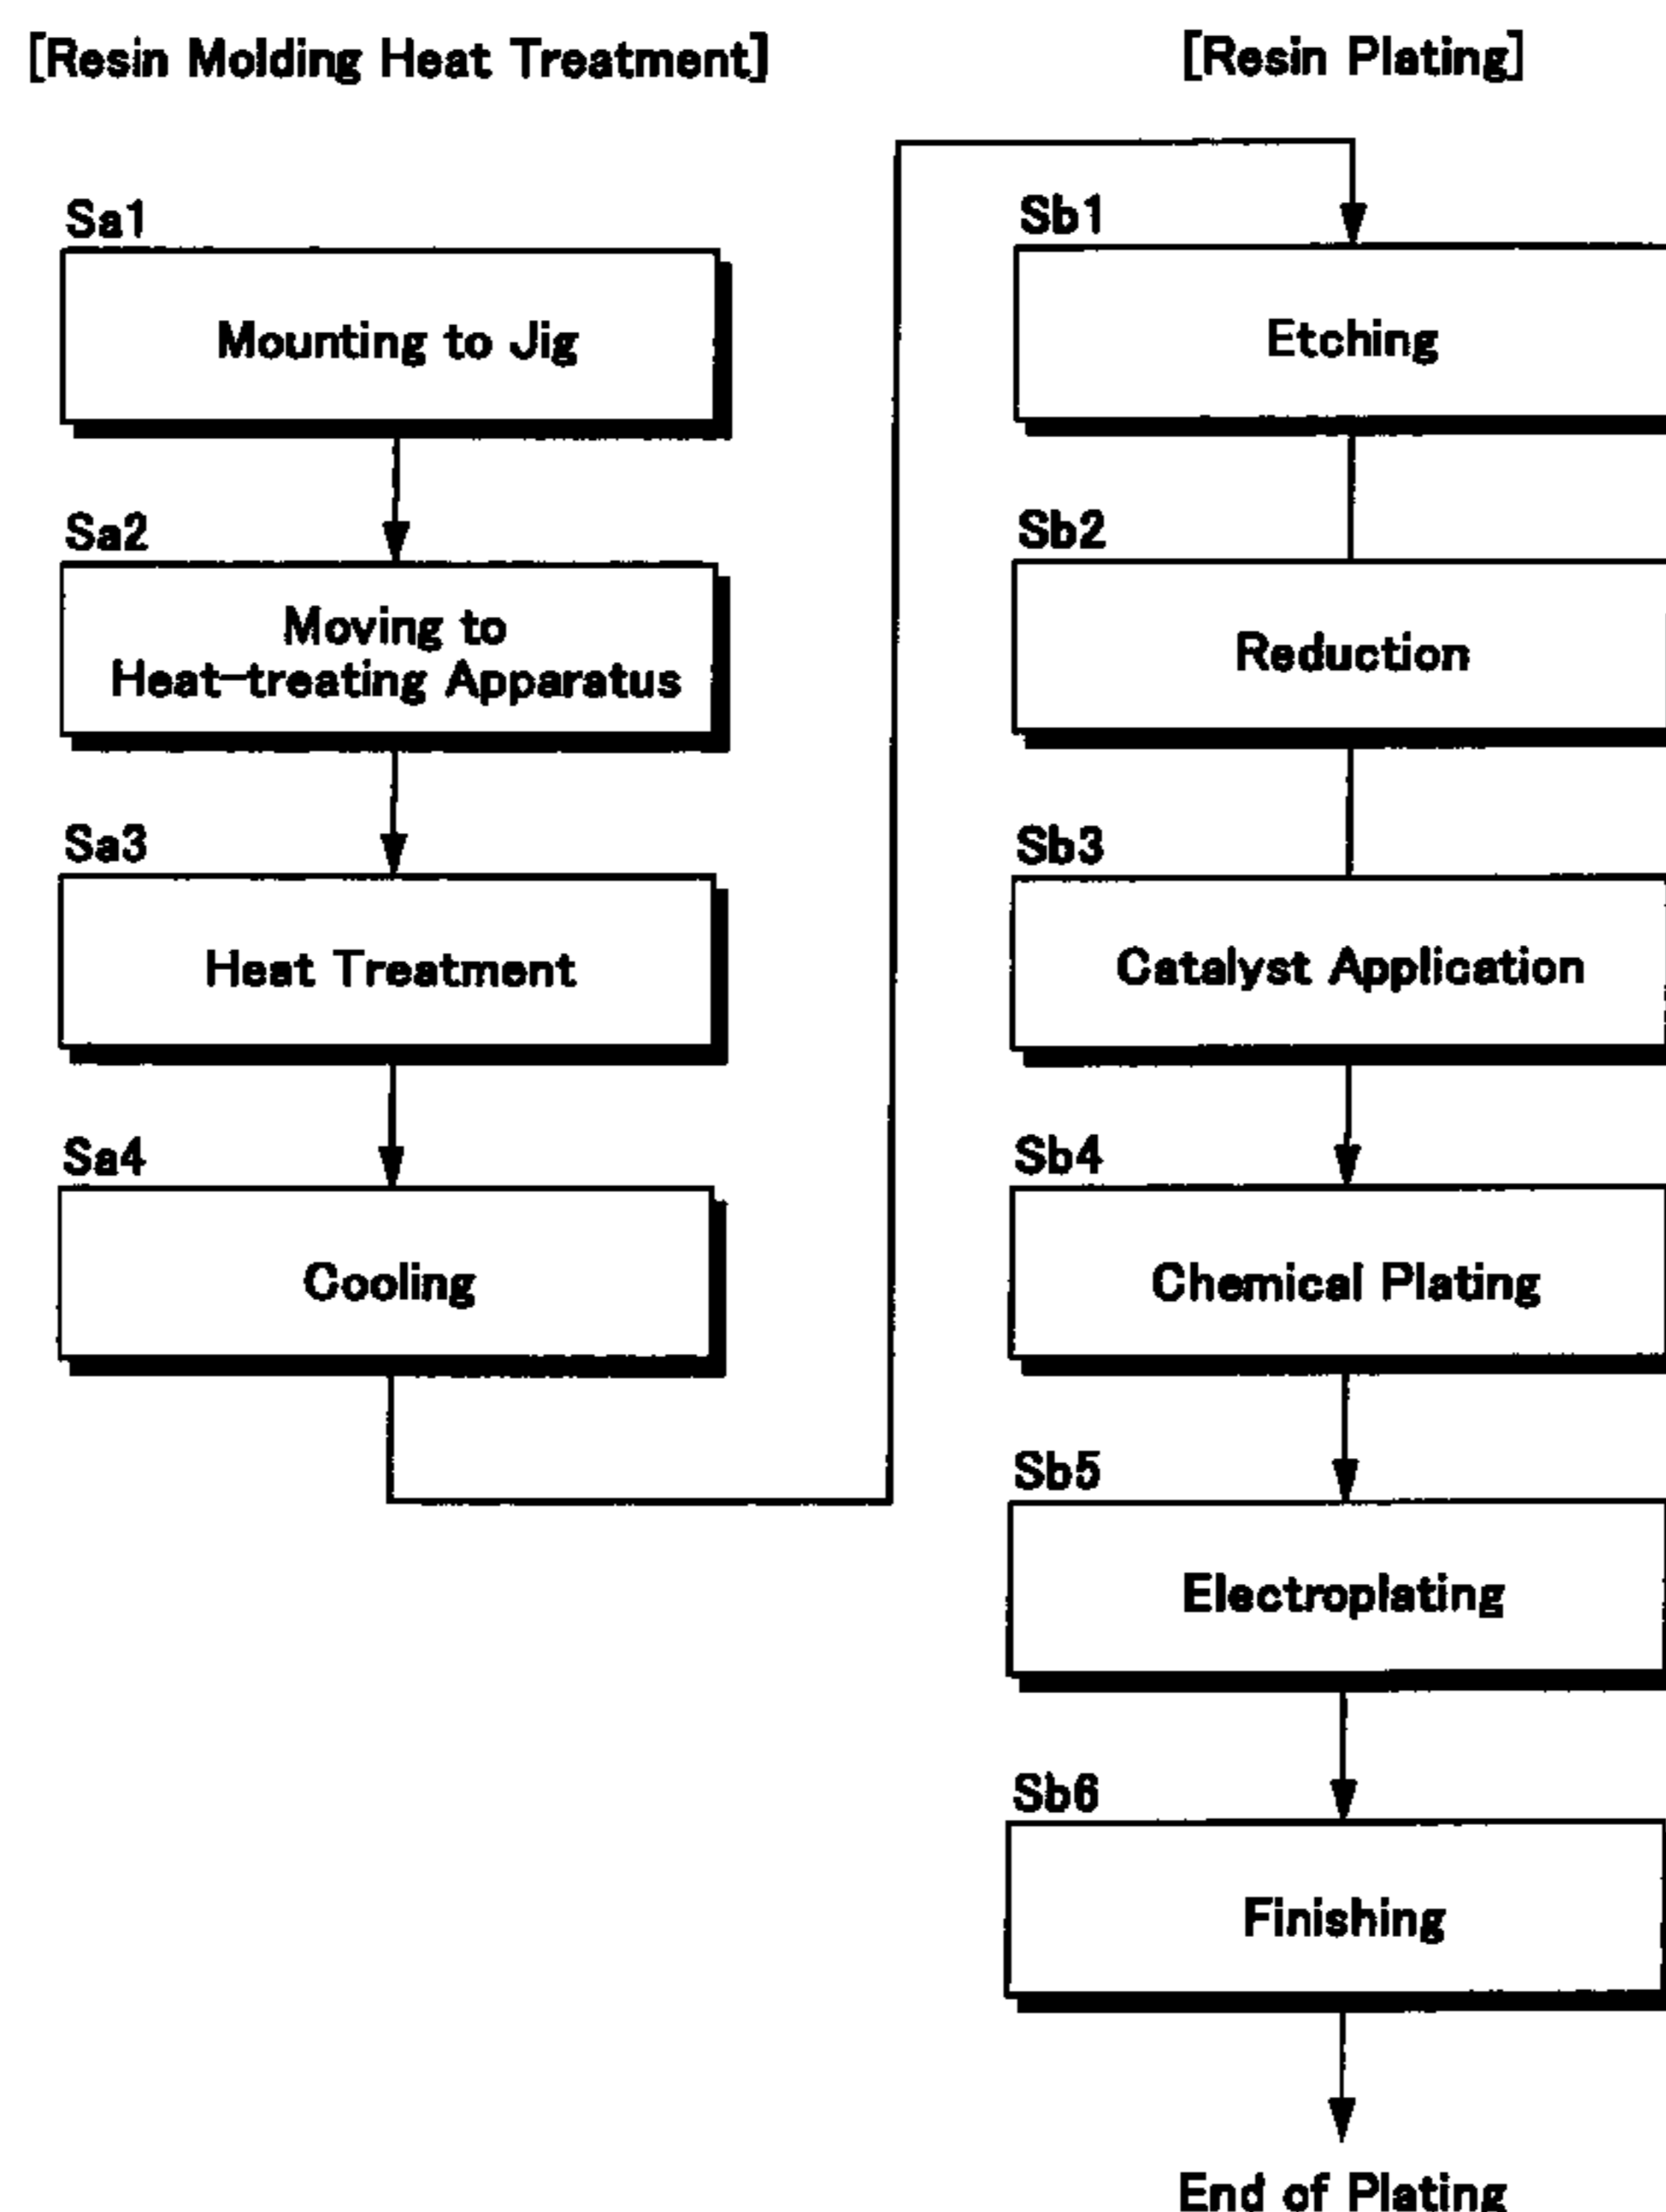 [Resin Molding Heat Treatment]
Sa1
Mounting to Jig
Sa2
Moving to
Heat-treating Apparatus
Sa3
Heat Treatment
Sa4
Cooling
[Resin Plating]
Sb1
Etching
Sb2
Reduction
Sb3
Catalyst Application
Sb4
Chemical Plating
Sb5
Electroplating
Sb6
Finishing
End of Plating